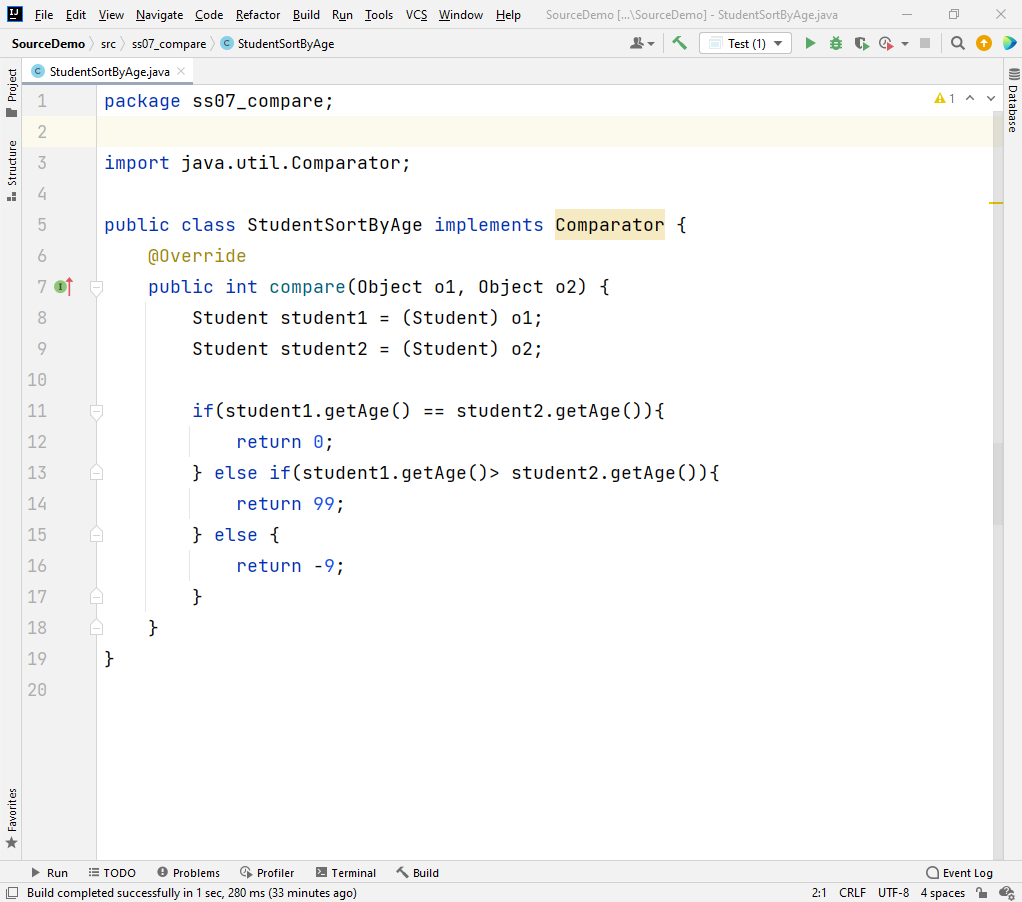 File Edit View Navigate Code Refactor Build Run Tools VCS Window Help SourceDemo [...\SourceDemo] - StudentSortByAge.java
SourceDemo src ss07_compare StudentSortByAge Test (1)
StudentSortByAge.java
Project
Structure
Favorites
Database
1
1 package ss07_compare;
2
3 import java.util.Comparator;
4
5 public class StudentSortByAge implements Comparator {
6 @Override
7 public int compare(Object o1, Object o2) {
8 Student student1 = (Student) o1;
9 Student student2 = (Student) o2;
10
11 if(student1.getAge() == student2.getAge()){
12 return 0;
13 } else if(student1.getAge()> student2.getAge()){
14 return 99;
15 } else {
16 return -9;
17 }
18 }
19 }
20
Run TODO Problems Profiler Terminal Build Event Log
Build completed successfully in 1 sec, 280 ms (33 minutes ago) 2:1 CRLF UTF-8 4 spaces